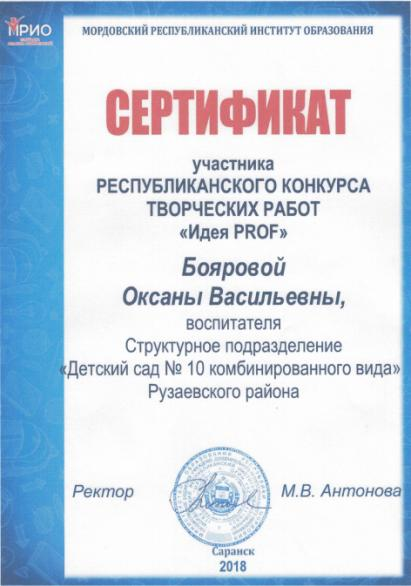 МРИО
МОРДОВСКИЙ РЕСПУБЛИКАНСКИЙ ИНСТИТУТ ОБРАЗОВАНИЯ
СЕРТИФИКАТ
участника
РЕСПУБЛИКАНСКОГО КОНКУРСА
ТВОРЧЕСКИХ РАБОТ
«Идея PROF»
Бояровой
Оксаны Васильевны,
воспитателя
Структурное подразделение
«Детский сад № 10 комбинированного вида»
Рузаевского района
Ректор М.В. Антонова
Саранск
2018